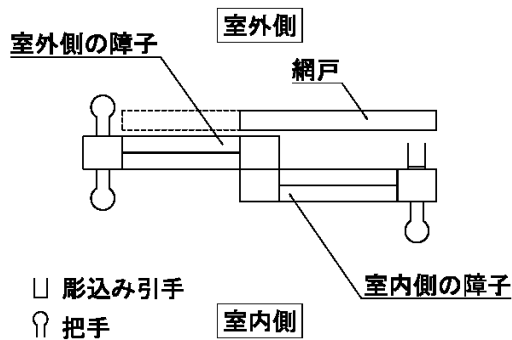 室外側
室外側の障子
網戸
室内側の障子
彫込み引手
把手
室内側